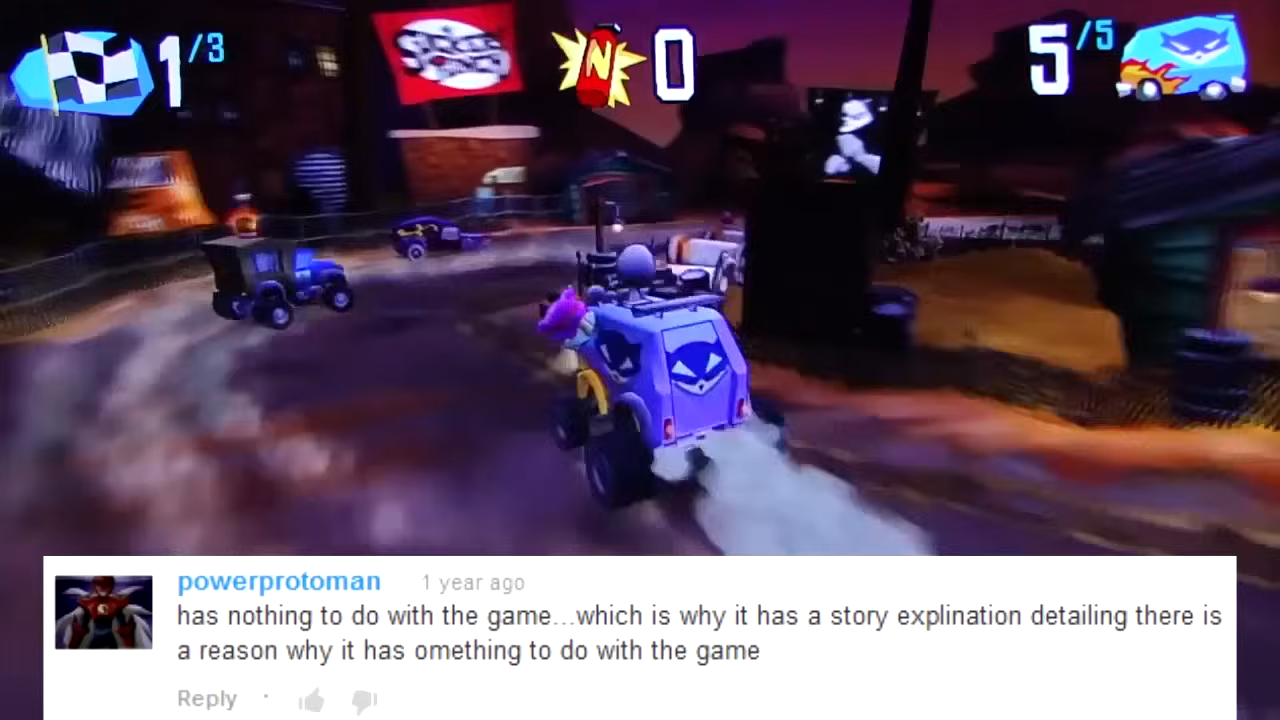 1/3
N 0
5/5
powerprotoman 1 year ago
has nothing to do with the game...which is why it has a story explination detailing there is
a reason why it has omething to do with the game
Reply ·